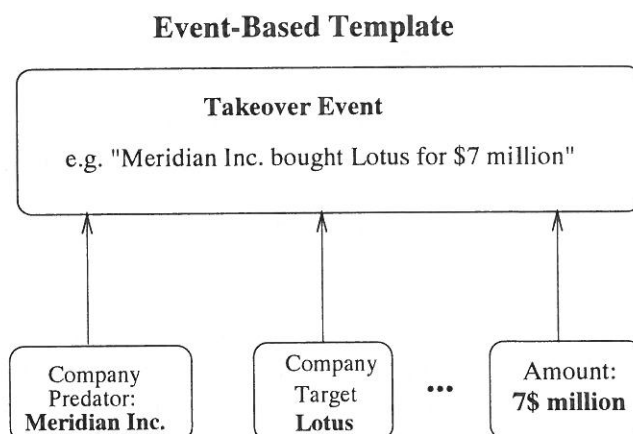 Event-Based Template
Takeover Event
e.g. "Meridian Inc. bought Lotus for $7 million"
Company
Predator:
Meridian Inc.
Company
Target
Lotus
...
Amount:
7$ million